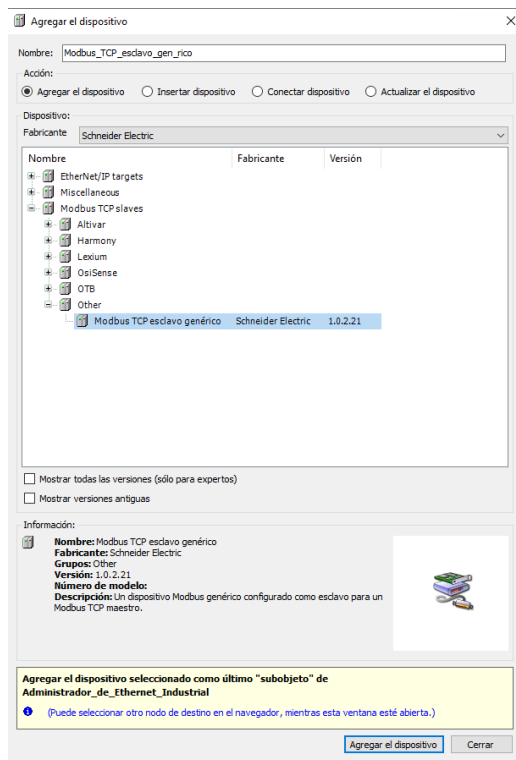 Agregar el dispositivo
Nombre: Modbus_TCP_esclavo_gen_rico
Acción:
Agregar el dispositivo Insertar dispositivo Conectar dispositivo Actualizar el dispositivo
Dispositivo:
Fabricante Schneider Electric
Nombre Fabricante Versión
EtherNet/IP targets
Miscellaneous
Modbus TCP slaves
Altivar
Harmony
Lexium
OsiSense
OTB
Other
Modbus TCP esclavo genérico Schneider Electric 1.0.2.21
Mostrar todas las versiones (sólo para expertos)
Mostrar versiones antiguas
Información:
Nombre: Modbus TCP esclavo genérico
Fabricante: Schneider Electric
Grupos: Other
Versión: 1.0.2.21
Número de modelo:
Descripción: Un dispositivo Modbus genérico configurado como esclavo para un
Modbus TCP maestro.
Agregar el dispositivo seleccionado como último "subobjeto" de
Administrador_de_Ethernet_Industrial
(Puede seleccionar otro nodo de destino en el navegador, mientras esta ventana esté abierta.)
Agregar el dispositivo Cerrar